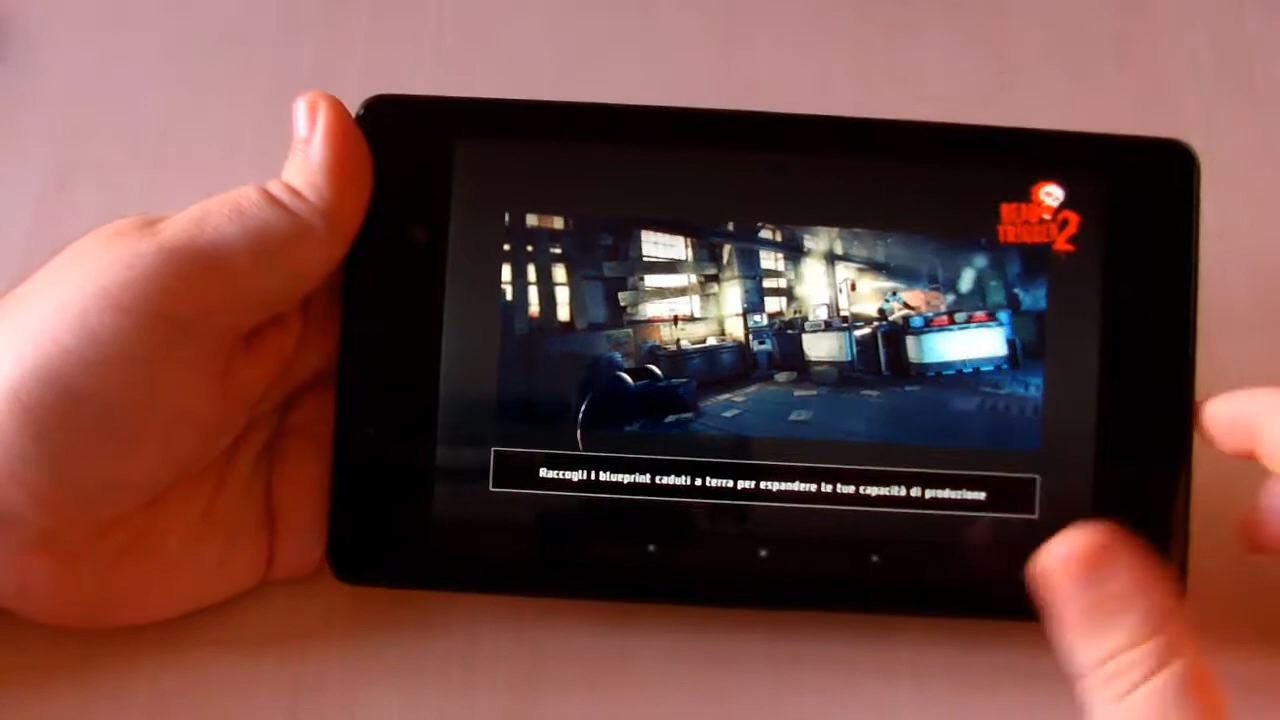 DEAD
TRIGGER 2
Raccogli i blueprint caduti a terra per espandere le tue capacità di produzione